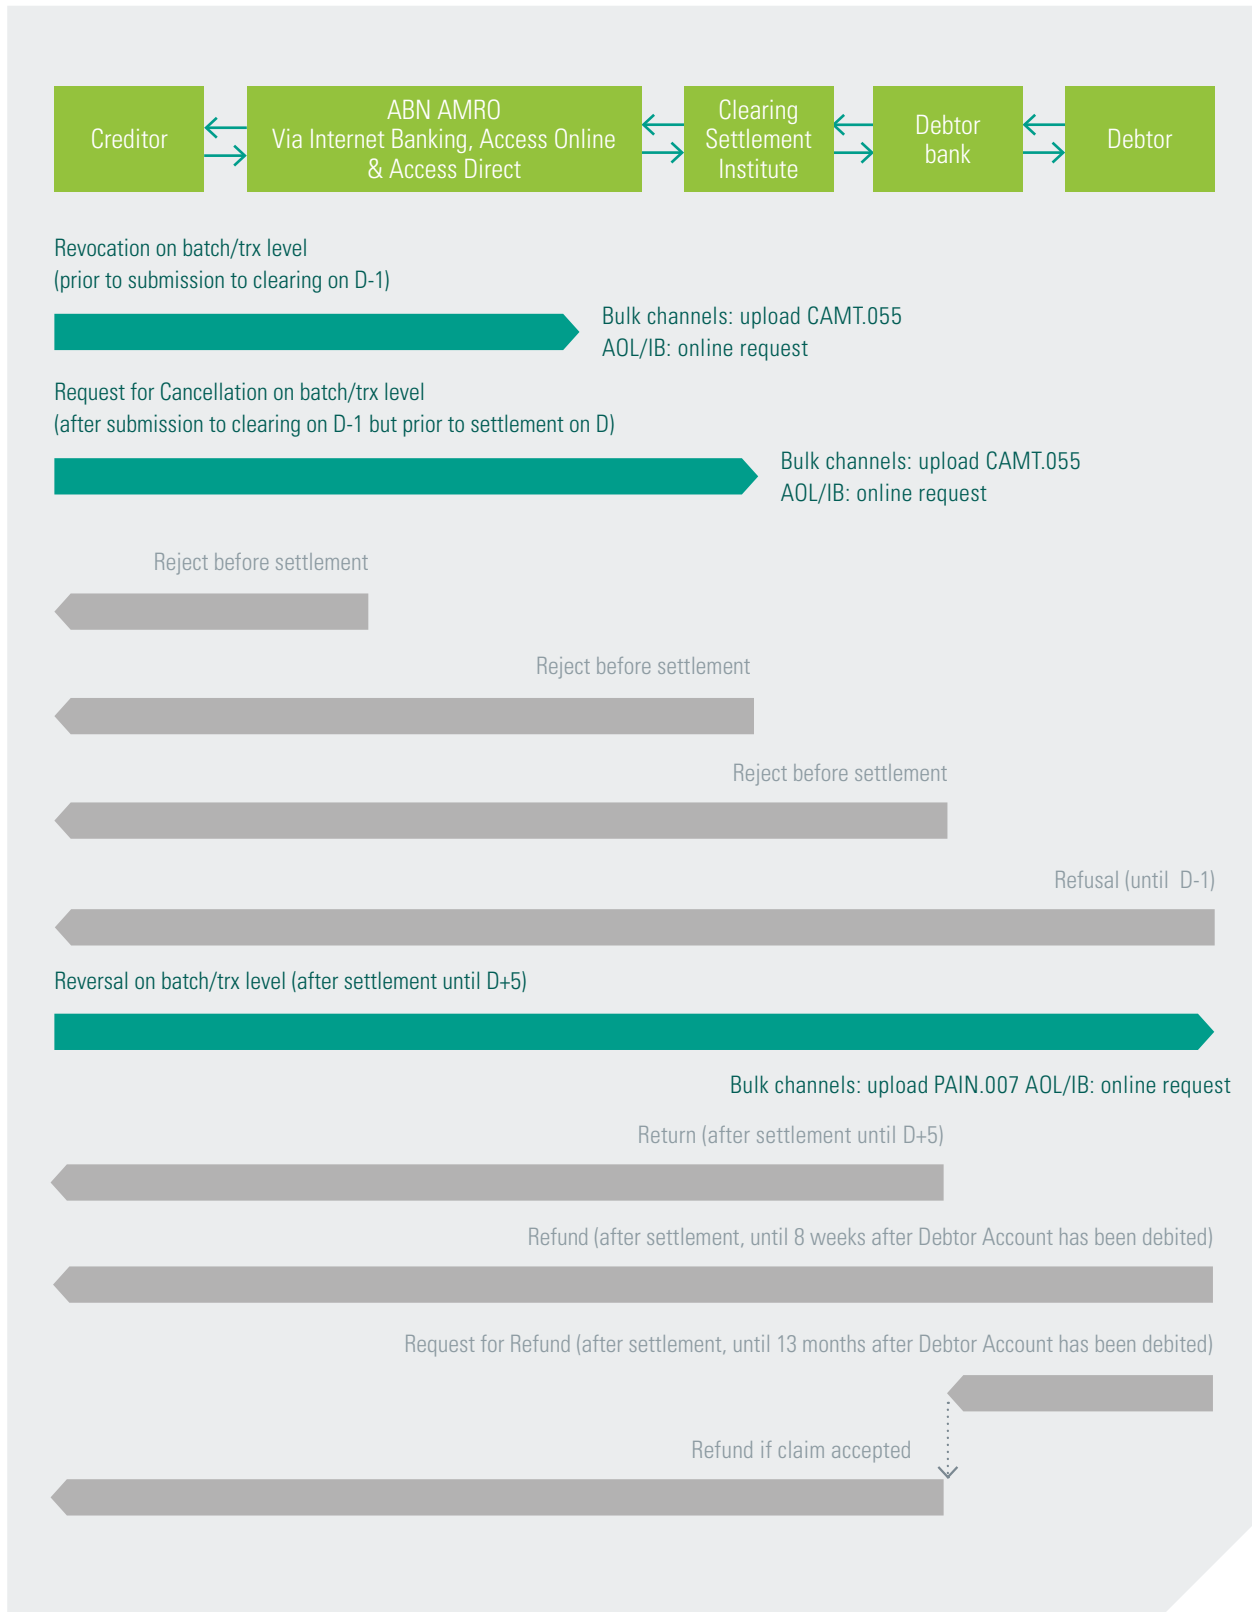 Creditor
ABN AMRO
Via Internet Banking, Access Online
& Access Direct
Clearing
Settlement
Institute
Debtor
bank
Debtor
Revocation on batch/trx level
(prior to submission to clearing on D-1)
Bulk channels: upload CAMT.055
AOL/IB: online request
Request for Cancellation on batch/trx level
(after submission to clearing on D-1 but prior to settlement on D)
Bulk channels: upload CAMT.055
AOL/IB: online request
Reject before settlement
Reject before settlement
Reject before settlement
Refusal (until D-1)
Reversal on batch/trx level (after settlement until D+5)
Bulk channels: upload PAIN.007 AOL/IB: online request
Return (after settlement until D+5)
Refund (after settlement, until 8 weeks after Debtor Account has been debited)
Request for Refund (after settlement, until 13 months after Debtor Account has been debited)
Refund if claim accepted